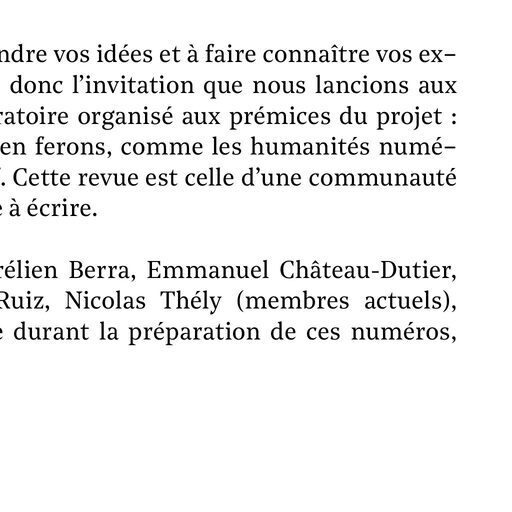 ndre vos idées et à faire connaître vos ex-
donc l’invitation que nous lancions aux
ratoire organisé aux prémices du projet :
en ferons, comme les humanités numé-
. Cette revue est celle d’une communauté
à écrire.
rélien Berra, Emmanuel Château-Dutier,
Ruiz, Nicolas Thély (membres actuels),
durant la préparation de ces numéros,